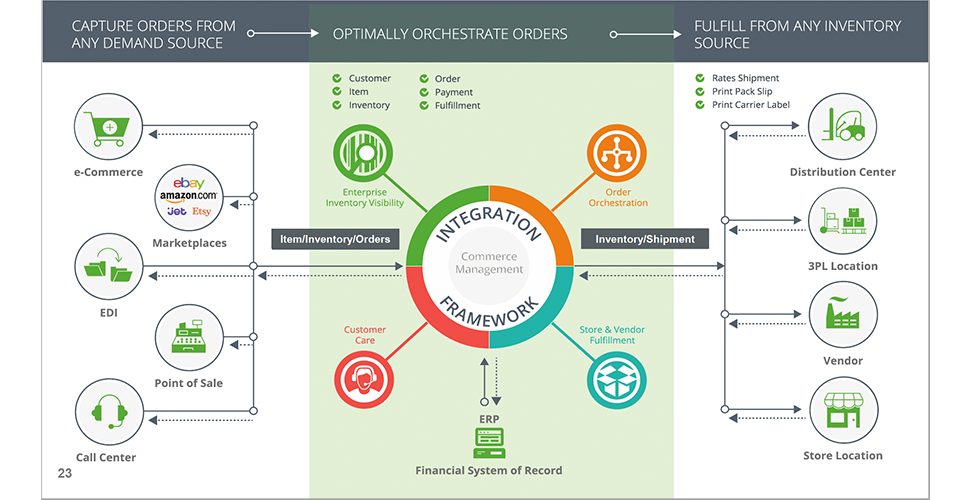 CAPTURE ORDERS FROM
ANY DEMAND SOURCE
OPTIMALLY ORCHESTRATE ORDERS
FULFILL FROM ANY INVENTORY
SOURCE
Customer
Item
Inventory
Order
Payment
Fulfillment
Rates Shipment
Print Pack Slip
Print Carrier Label
e-Commerce
ebay
amazon.com
Jet Etsy
Marketplaces
EDI
Point of Sale
Call Center
23
Item/Inventory/Orders
Enterprise
Inventory Visibility
Order
Orchestration
INTEGRATION
Commerce
Management
FRAMEWORK
Customer
Care
Store & Vendor
Fulfillment
ERP
Financial System of Record
Inventory/Shipment
Distribution Center
3PL Location
Vendor
Store Location